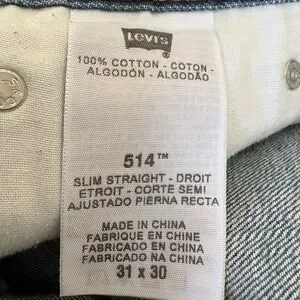 Levi's
100% COTTON - COTON -
ALGODÓN - ALGODÃO
514™
SLIM STRAIGHT - DROIT
ETROIT - CORTE SEMI
AJUSTADO PIERNA RECTA
MADE IN CHINA
FABRIQUE EN CHINE
FABRICADO EN CHINA
FABRICADO NA CHINA
31 x 30